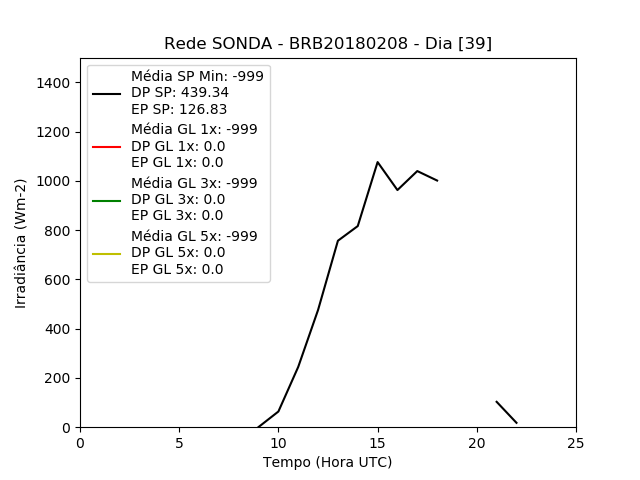 Rede SONDA - BRB20180208 - Dia [39]
Média SP Min: -999
DP SP: 439.34
EP SP: 126.83
Média GL 1x: -999
DP GL 1x: 0.0
EP GL 1x: 0.0
Média GL 3x: -999
DP GL 3x: 0.0
EP GL 3x: 0.0
Média GL 5x: -999
DP GL 5x: 0.0
EP GL 5x: 0.0
Irradiância (Wm-2)
1400
1200
1000
800
600
400
200
0
0 5 10 15 20 25
Tempo (Hora UTC)